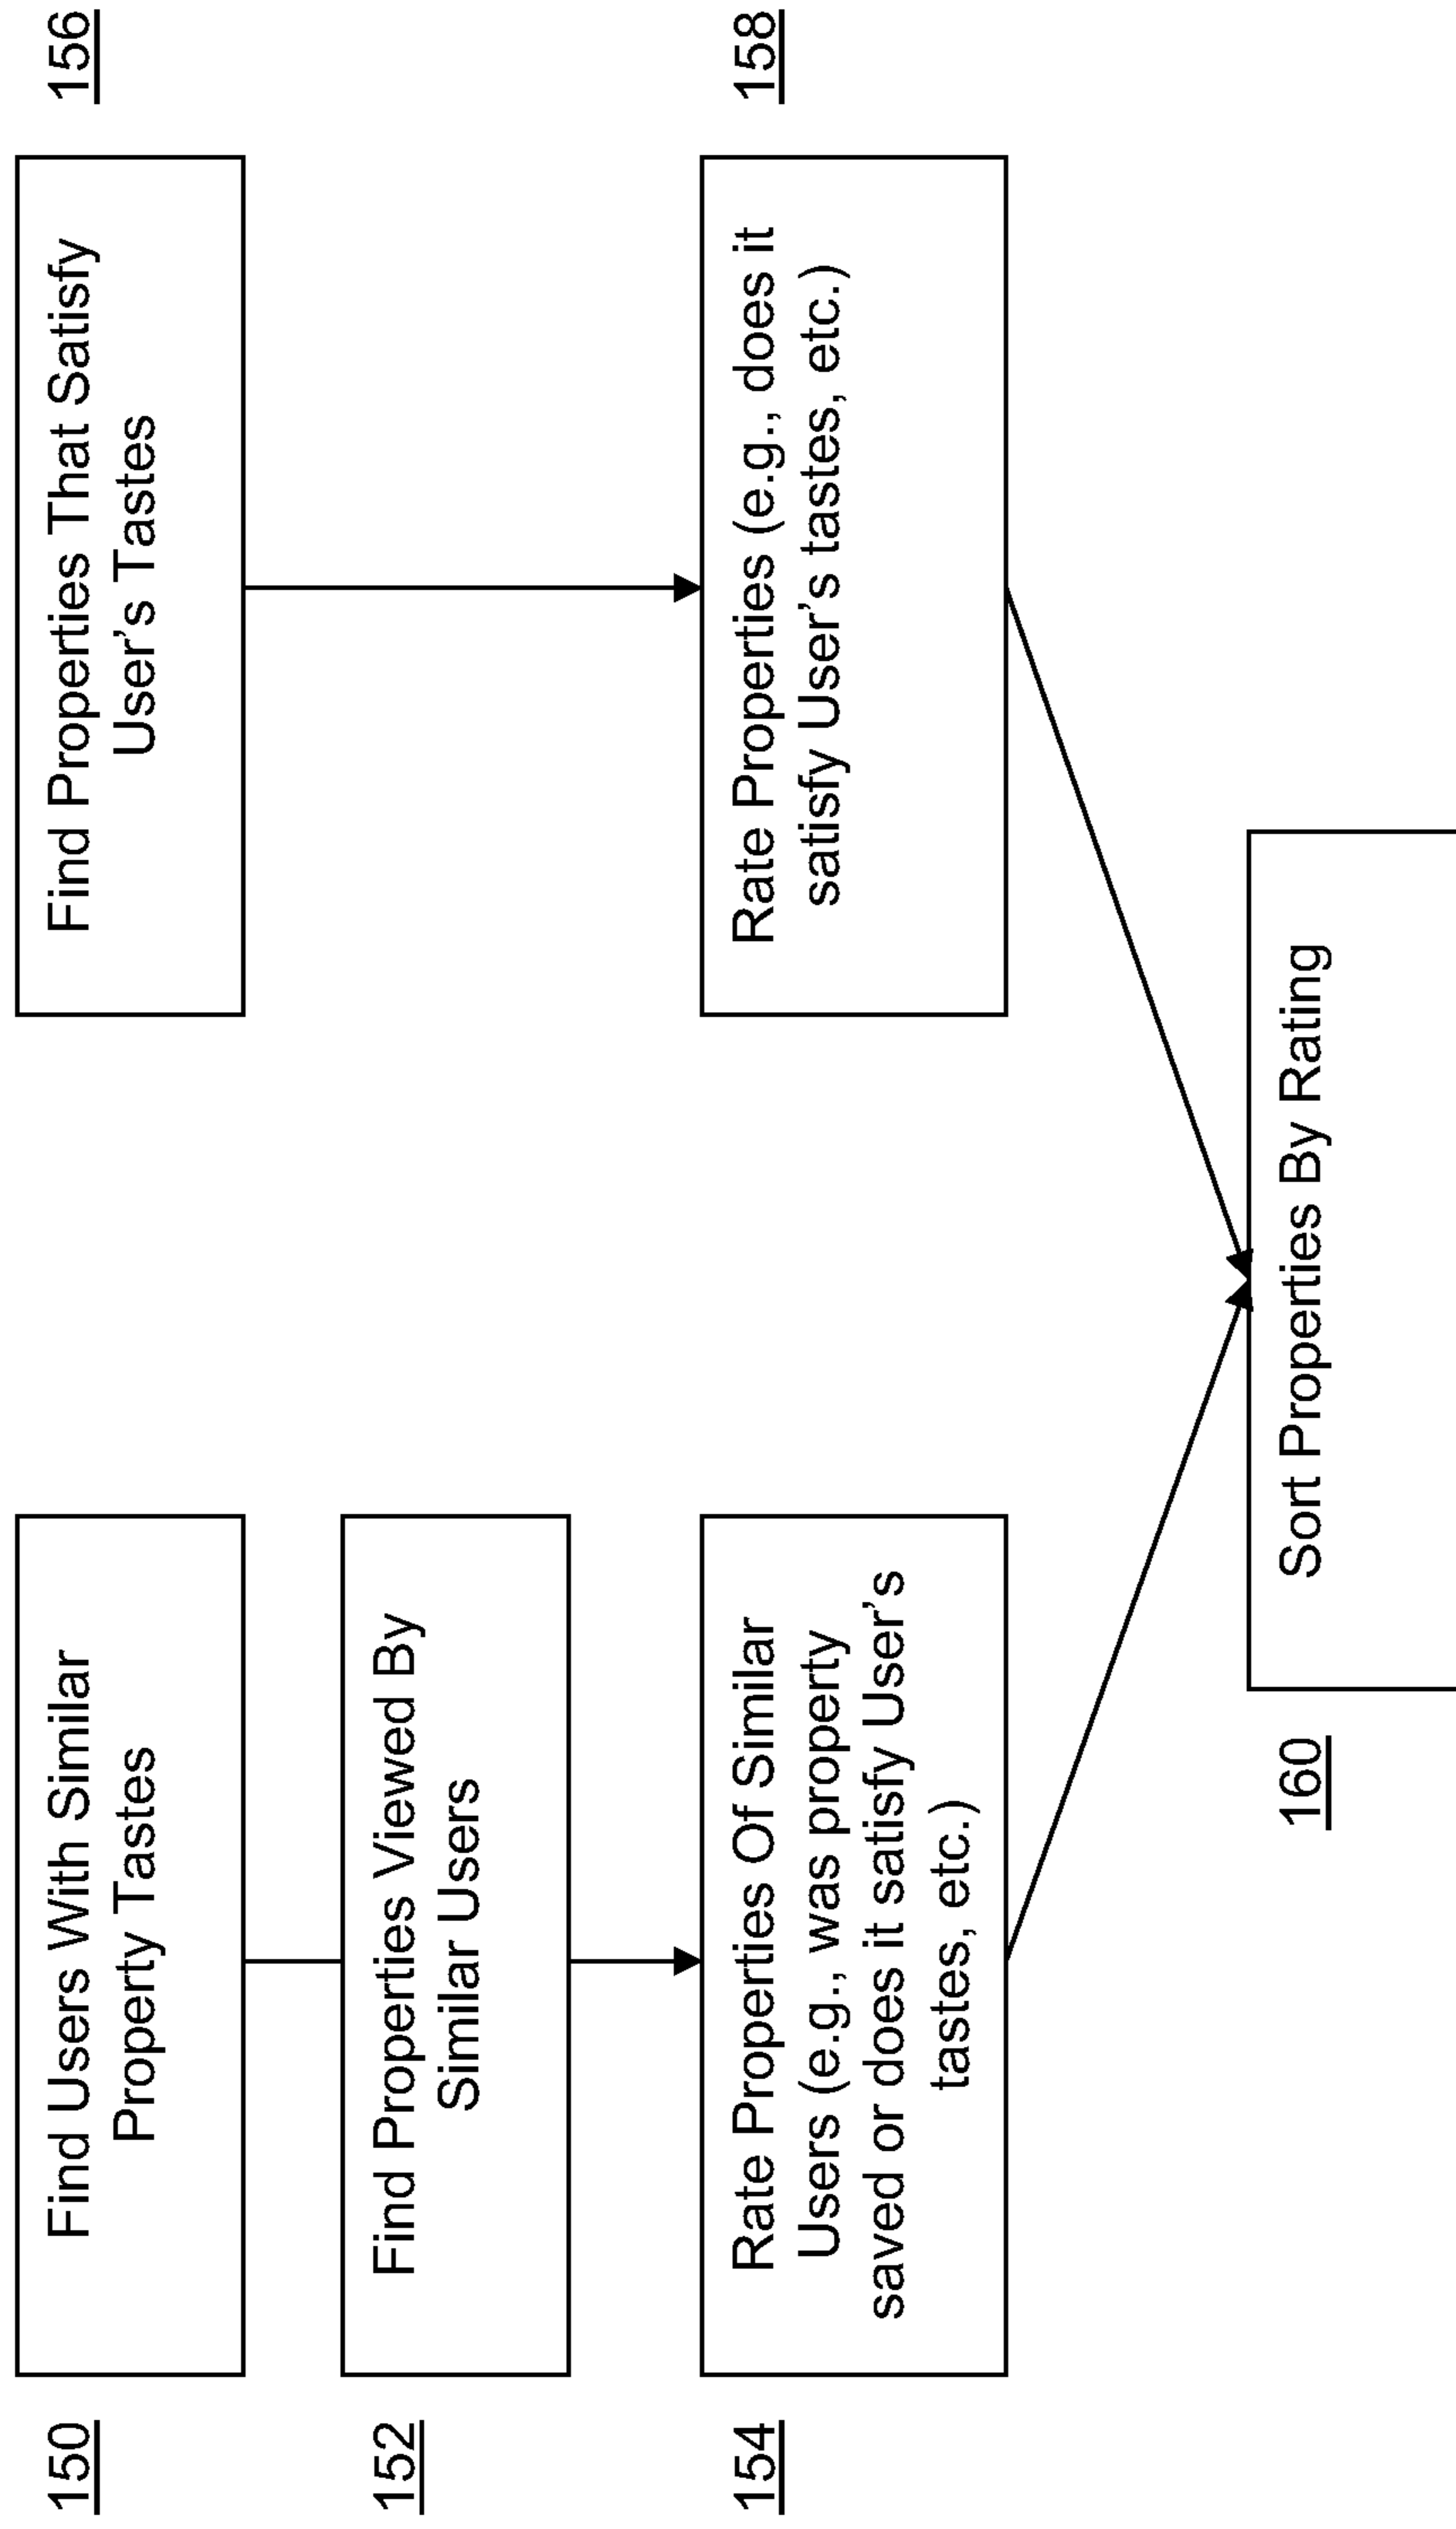 150
Find Users With Similar
Property Tastes
152
Find Properties Viewed By
Similar Users
154
Rate Properties Of Similar
Users (e.g., was property
saved or does it satisfy User’s
tastes, etc.)
Find Properties That Satisfy
User’s Tastes
156
Rate Properties (e.g., does it
satisfy User’s tastes, etc.)
158
160
Sort Properties By Rating